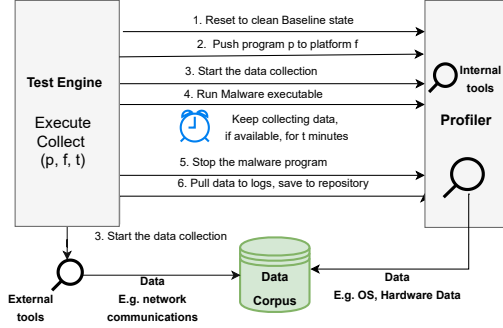 1. Reset to clean Baseline state
2. Push program p to platform f
Test Engine
3. Start the data collection
Internal
tools
4. Run Malware executable
Execute
Collect
(p, f, t)
Keep collecting data,
if available, for t minutes
Profiler
5. Stop the malware program
6. Pull data to logs, save to repository
3. Start the data collection
External
tools
Data
E.g. network
communications
Data
Corpus
Data
E.g. OS, Hardware Data